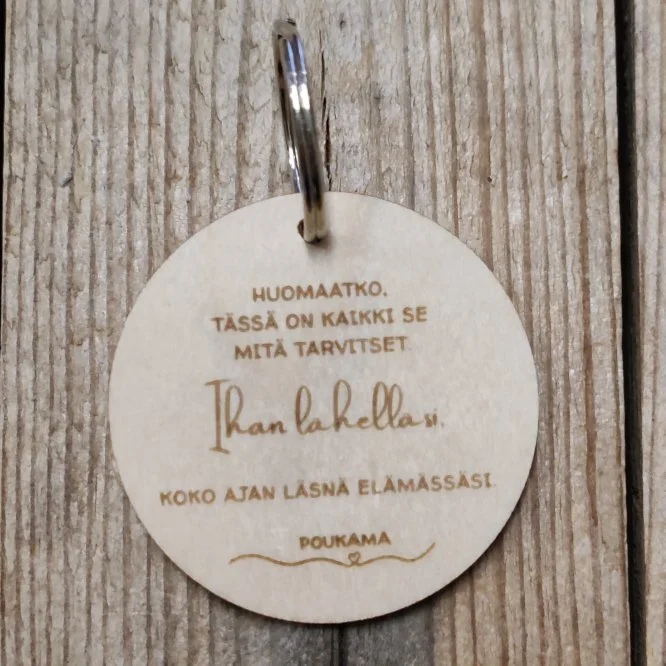 HUOMAATKO,
TÄSSÄ ON KAIKKI SE
MITÄ TARVITSET.
Ihan lähelläsi,
KOKO AJAN LÄSNÄ ELÄMÄSSÄSI.
POUKAMA